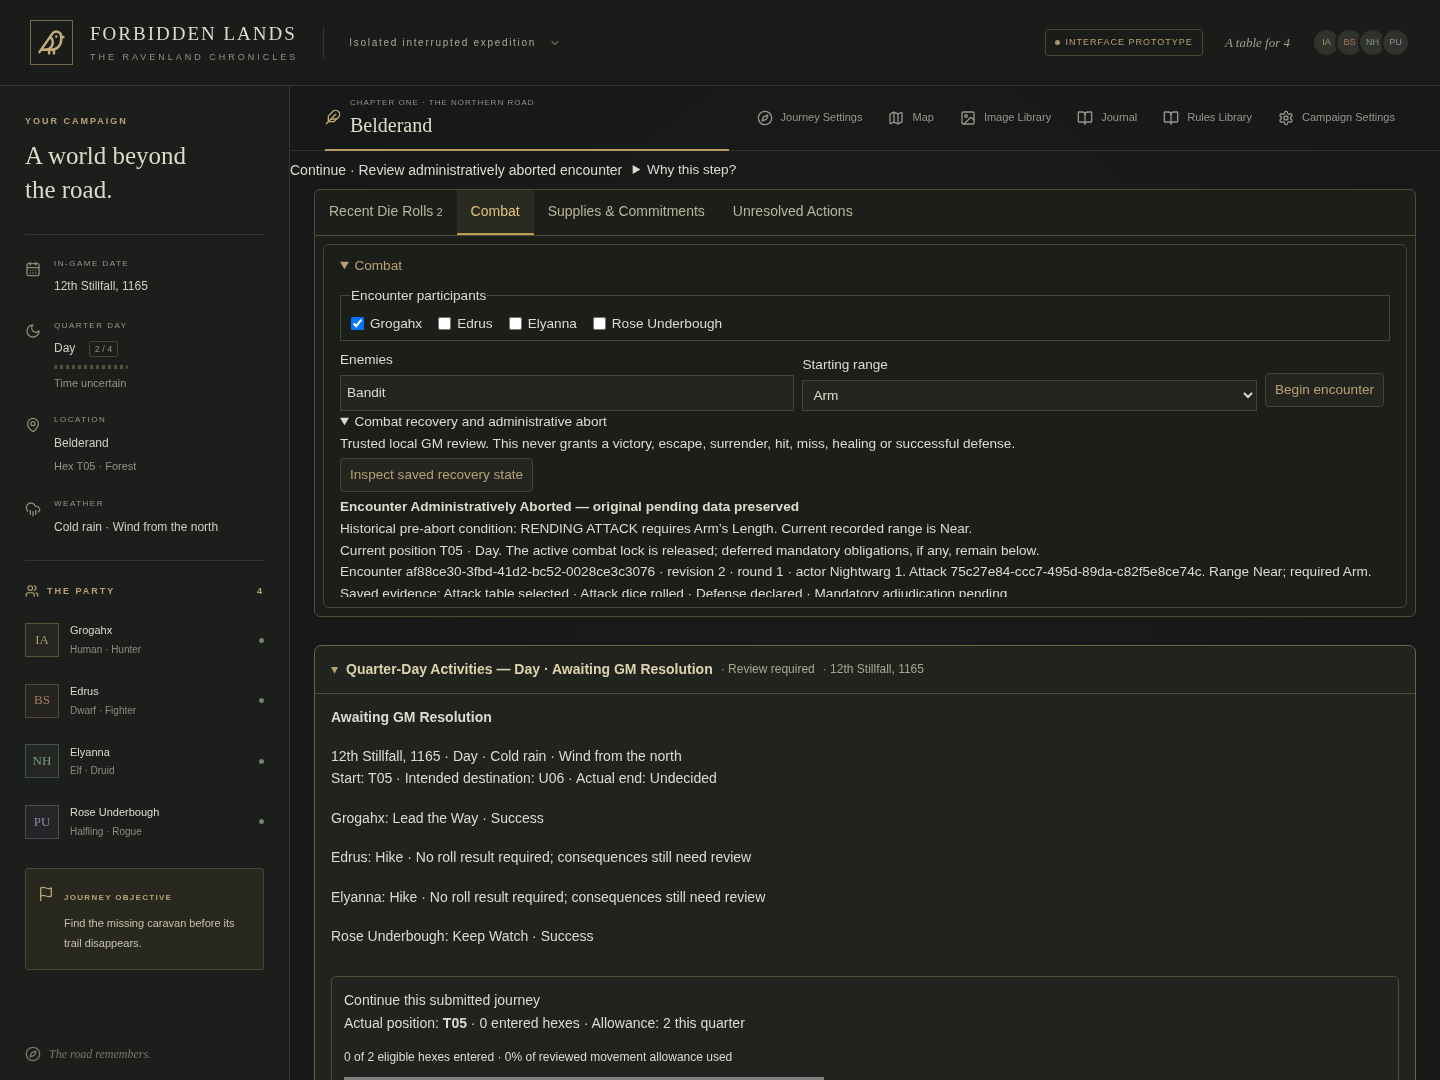 FORBIDDEN LANDS
THE RAVENLAND CHRONICLES
Isolated interrupted expedition
INTERFACE PROTOTYPE
A table for 4
IA
BS
NH
PU
YOUR CAMPAIGN
A world beyond
the road.
IN-GAME DATE
12th Stillfall, 1165
QUARTER DAY
Day 2 / 4
Time uncertain
LOCATION
Belderand
Hex T05 · Forest
WEATHER
Cold rain · Wind from the north
THE PARTY 4
IA
Grogahx
Human · Hunter
BS
Edrus
Dwarf · Fighter
NH
Elyanna
Elf · Druid
PU
Rose Underbough
Halfling · Rogue
JOURNEY OBJECTIVE
Find the missing caravan before its
trail disappears.
The road remembers.
CHAPTER ONE · THE NORTHERN ROAD
Belderand
Journey Settings
Map
Image Library
Journal
Rules Library
Campaign Settings
Continue · Review administratively aborted encounter ▶ Why this step?
Recent Die Rolls 2
Combat
Supplies & Commitments
Unresolved Actions
▼ Combat
Encounter participants
Grogahx
Edrus
Elyanna
Rose Underbough
Enemies
Bandit
Starting range
Arm
Begin encounter
▼ Combat recovery and administrative abort
Trusted local GM review. This never grants a victory, escape, surrender, hit, miss, healing or successful defense.
Inspect saved recovery state
Encounter Administratively Aborted — original pending data preserved
Historical pre-abort condition: RENDING ATTACK requires Arm's Length. Current recorded range is Near.
Current position T05 · Day. The active combat lock is released; deferred mandatory obligations, if any, remain below.
Encounter af88ce30-3fbd-41d2-bc52-0028ce3c3076 · revision 2 · round 1 · actor Nightwarg 1. Attack 75c27e84-ccc7-495d-89da-c82f5e8ce74c. Range Near; required Arm.
Saved evidence: Attack table selected · Attack dice rolled · Defense declared · Mandatory adjudication pending
▼ Quarter-Day Activities — Day · Awaiting GM Resolution · Review required · 12th Stillfall, 1165
Awaiting GM Resolution
12th Stillfall, 1165 · Day · Cold rain · Wind from the north
Start: T05 · Intended destination: U06 · Actual end: Undecided
Grogahx: Lead the Way · Success
Edrus: Hike · No roll result required; consequences still need review
Elyanna: Hike · No roll result required; consequences still need review
Rose Underbough: Keep Watch · Success
Continue this submitted journey
Actual position: T05 · 0 entered hexes · Allowance: 2 this quarter
0 of 2 eligible hexes entered · 0% of reviewed movement allowance used